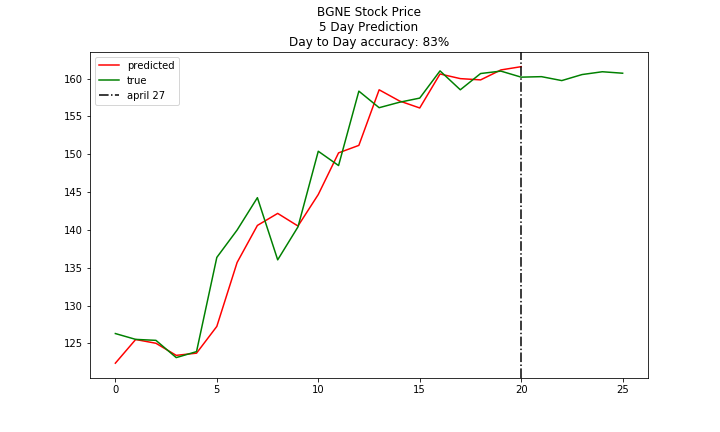 BGNE Stock Price
5 Day Prediction
Day to Day accuracy: 83%
predicted
true
april 27
160
155
150
145
140
135
130
125
0 5 10 15 20 25